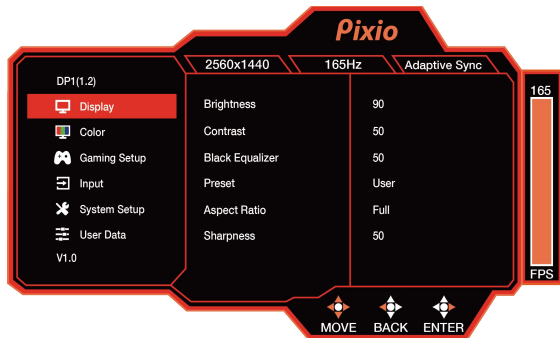 Pixio
2560x1440 165Hz Adaptive Sync
DP1(1.2)
Display
Color
Gaming Setup
Input
System Setup
User Data
V1.0
Brightness 90
Contrast 50
Black Equalizer 50
Preset User
Aspect Ratio Full
Sharpness 50
165
FPS
MOVE BACK ENTER